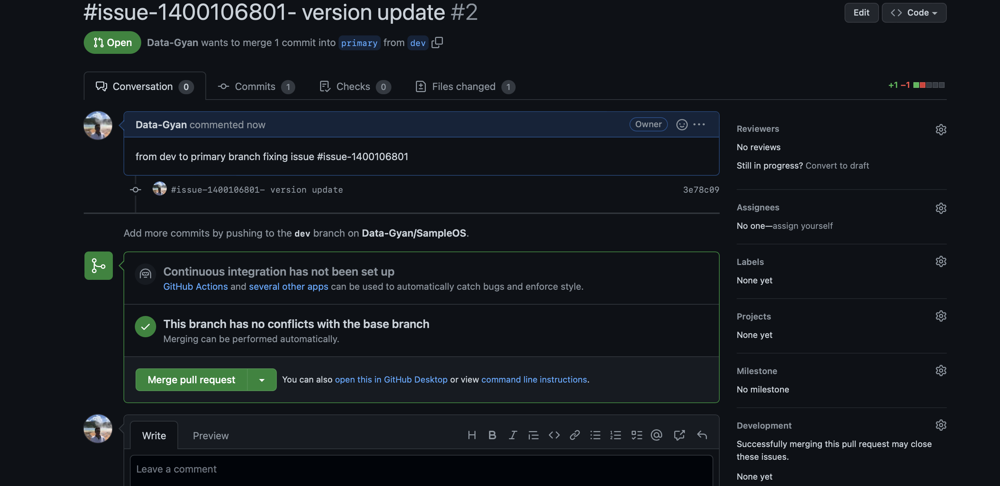 #issue-1400106801- version update #2
Edit
Code
Open
Data-Gyan wants to merge 1 commit into primary from dev
Conversation 0
Commits 1
Checks 0
Files changed 1
+1 −1
Data-Gyan commented now
Owner
from dev to primary branch fixing issue #issue-1400106801
#issue-1400106801- version update
3e78c09
Add more commits by pushing to the dev branch on Data-Gyan/SampleOS.
Continuous integration has not been set up
GitHub Actions and several other apps can be used to automatically catch bugs and enforce style.
This branch has no conflicts with the base branch
Merging can be performed automatically.
Merge pull request
You can also open this in GitHub Desktop or view command line instructions.
Write
Preview
Leave a comment
Reviewers
No reviews
Still in progress? Convert to draft
Assignees
No one—assign yourself
Labels
None yet
Projects
None yet
Milestone
No milestone
Development
Successfully merging this pull request may close
these issues.
None yet